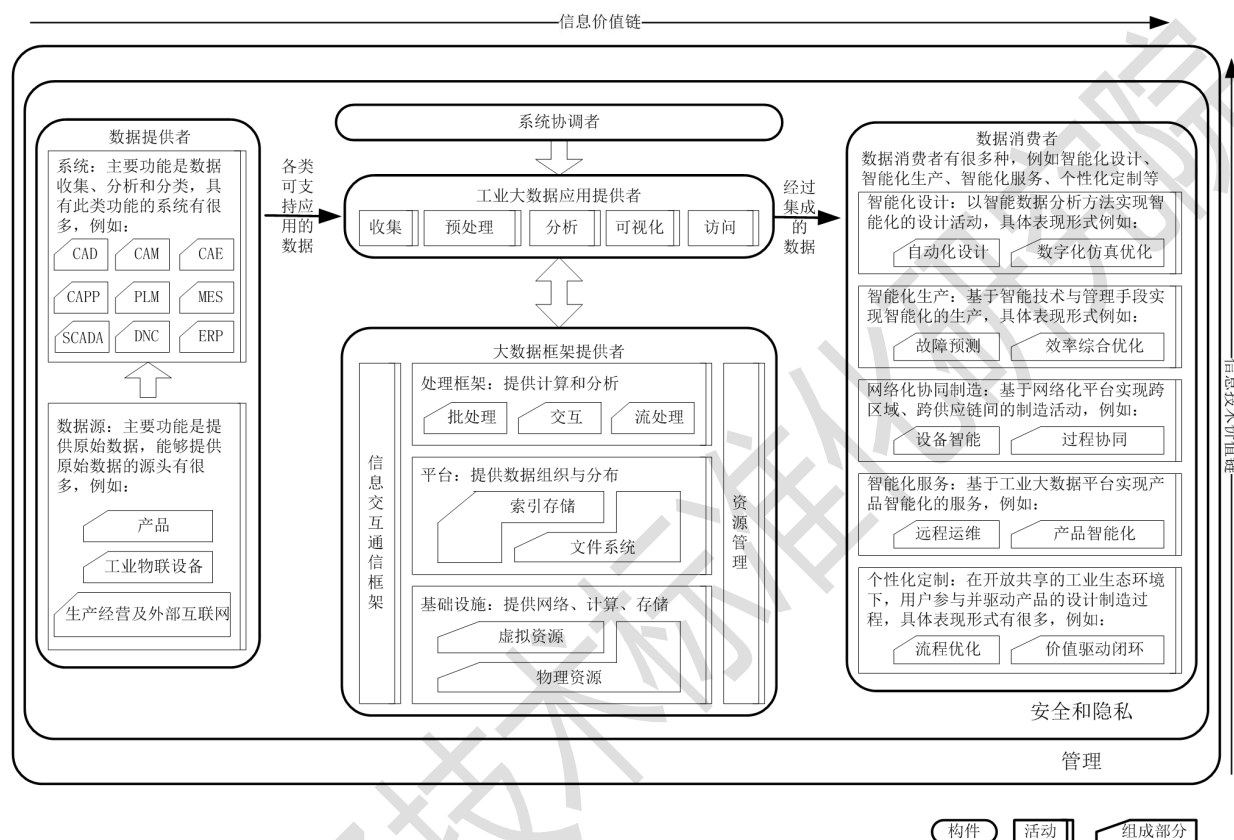 信息价值链
系统协调者
数据提供者
系统：主要功能是数据
收集、分析和分类，具
有此类功能的系统有很
多，例如：
CAD
CAM
CAE
CAPP
PLM
MES
SCADA
DNC
ERP
数据源：主要功能是提
供原始数据，能够提供
原始数据的源头有很
多，例如：
产品
工业物联设备
生产经营及外部互联网
各类
可支
持应
用的
数据
工业大数据应用提供者
收集
预处理
分析
可视化
访问
经过
集成
的
数据
大数据框架提供者
信息交互通信框架
处理框架：提供计算和分析
批处理
交互
流处理
平台：提供数据组织与分布
索引存储
文件系统
基础设施：提供网络、计算、存储
虚拟资源
物理资源
资源管理
数据消费者
数据消费者有很多种，例如智能化设计、
智能化生产、智能化服务、个性化定制等
智能化设计：以智能数据分析方法实现智
能化的设计活动，具体表现形式例如：
自动化设计
数字化仿真优化
智能化生产：基于智能技术与管理手段实
现智能化的生产，具体表现形式例如：
故障预测
效率综合优化
网络化协同制造：基于网络化平台实现跨
区域、跨供应链间的制造活动，例如：
设备智能
过程协同
智能化服务：基于工业大数据平台实现产
品智能化的服务，例如：
远程运维
产品智能化
个性化定制：在开放共享的工业生态环境
下，用户参与并驱动产品的设计制造过
程，具体表现形式有很多，例如：
流程优化
价值驱动闭环
安全和隐私
管理
信息技术价值链
构件
活动
组成部分
技术标准化研究院